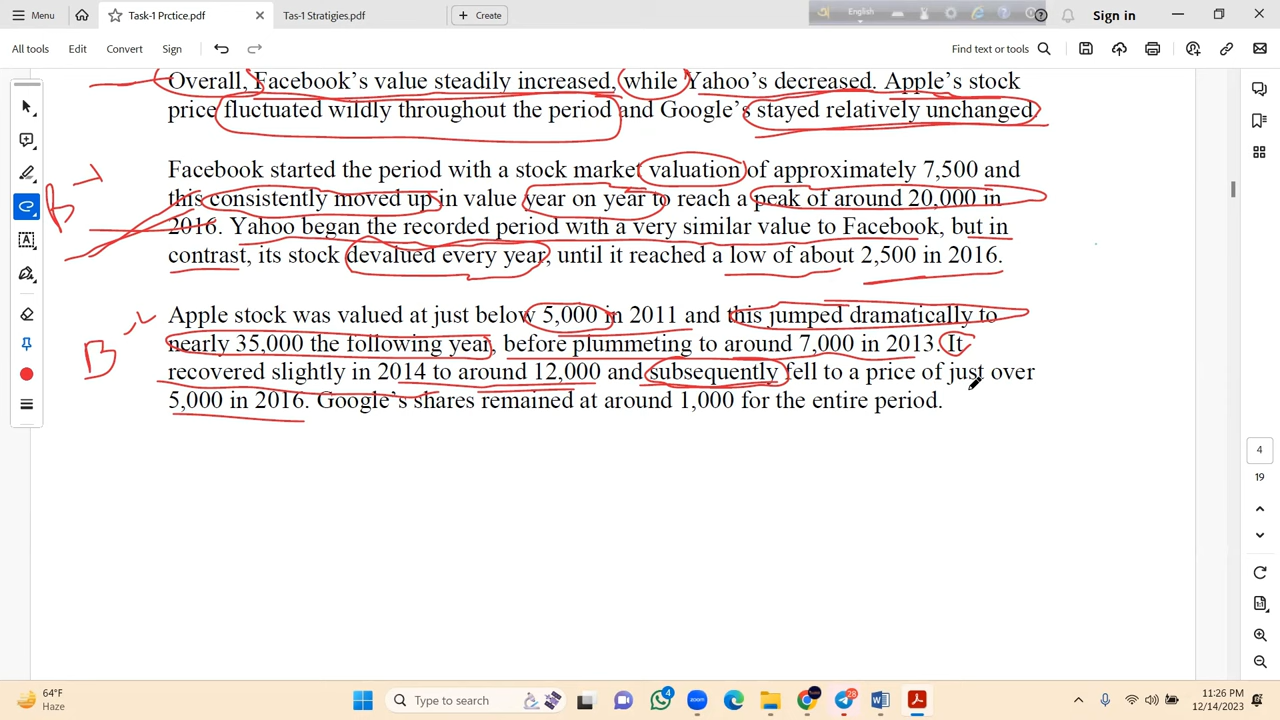 Menu
Task-1 Prctice.pdf
Tas-1 Stratigies.pdf
Create
English
Sign in
All tools
Edit
Convert
Sign
Find text or tools
Overall, Facebook's value steadily increased, while Yahoo's decreased. Apple's stock
price fluctuated wildly throughout the period and Google's stayed relatively unchanged.
Facebook started the period with a stock market valuation of approximately 7,500 and
this consistently moved up in value year on year to reach a peak of around 20,000 in
2016. Yahoo began the recorded period with a very similar value to Facebook, but in
contrast, its stock devalued every year, until it reached a low of about 2,500 in 2016.
Apple stock was valued at just below 5,000 in 2011 and this jumped dramatically to
nearly 35,000 the following year, before plummeting to around 7,000 in 2013. It
recovered slightly in 2014 to around 12,000 and subsequently fell to a price of just over
5,000 in 2016. Google's shares remained at around 1,000 for the entire period.
B
4
19
64°F
Haze
Type to search
4
28
11:26 PM
12/14/2023